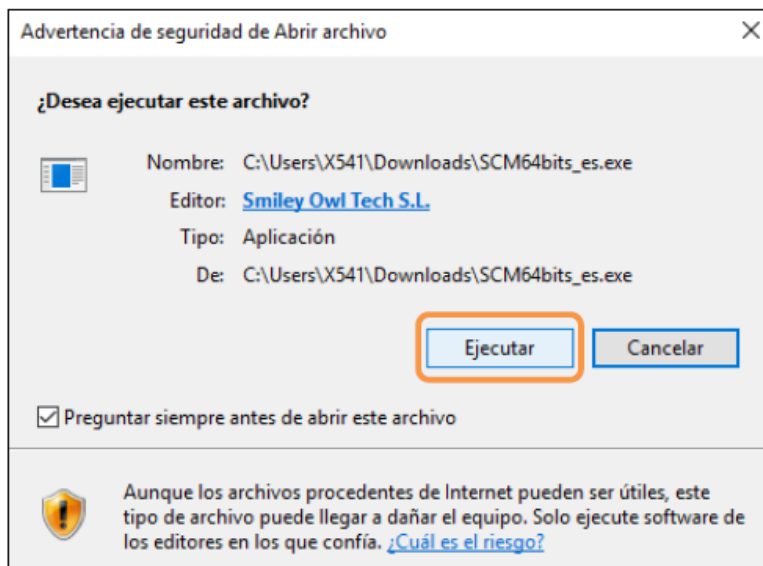 Advertencia de seguridad de Abrir archivo
¿Desea ejecutar este archivo?
Nombre: C:\Users\X541\Downloads\SCM64bits_es.exe
Editor: Smiley Owl Tech S.L.
Tipo: Aplicación
De: C:\Users\X541\Downloads\SCM64bits_es.exe
Ejecutar Cancelar
Preguntar siempre antes de abrir este archivo
Aunque los archivos procedentes de Internet pueden ser útiles, este
tipo de archivo puede llegar a dañar el equipo. Solo ejecute software de
los editores en los que confía. ¿Cuál es el riesgo?